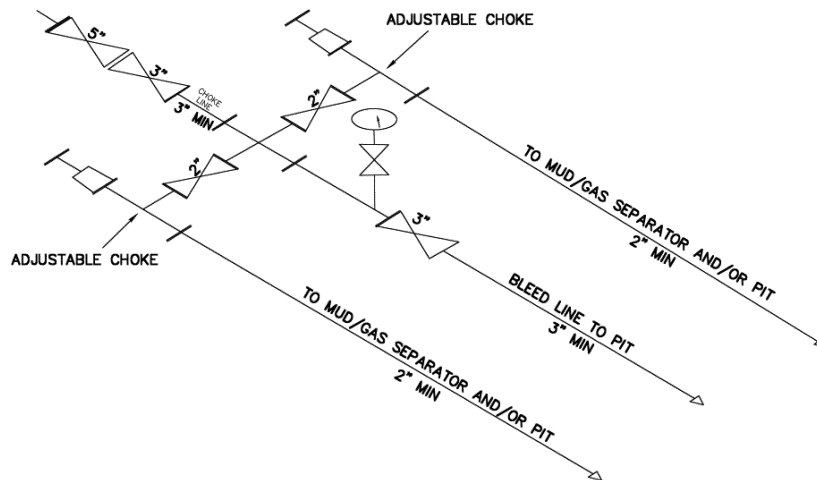 ADJUSTABLE CHOKE
5"
3"
CHOKE
LINE
3" MIN
2"
2"
3"
ADJUSTABLE CHOKE
TO MUD/GAS SEPARATOR AND/OR PIT
2" MIN
BLEED LINE TO PIT
3" MIN
TO MUD/GAS SEPARATOR AND/OR PIT
2" MIN